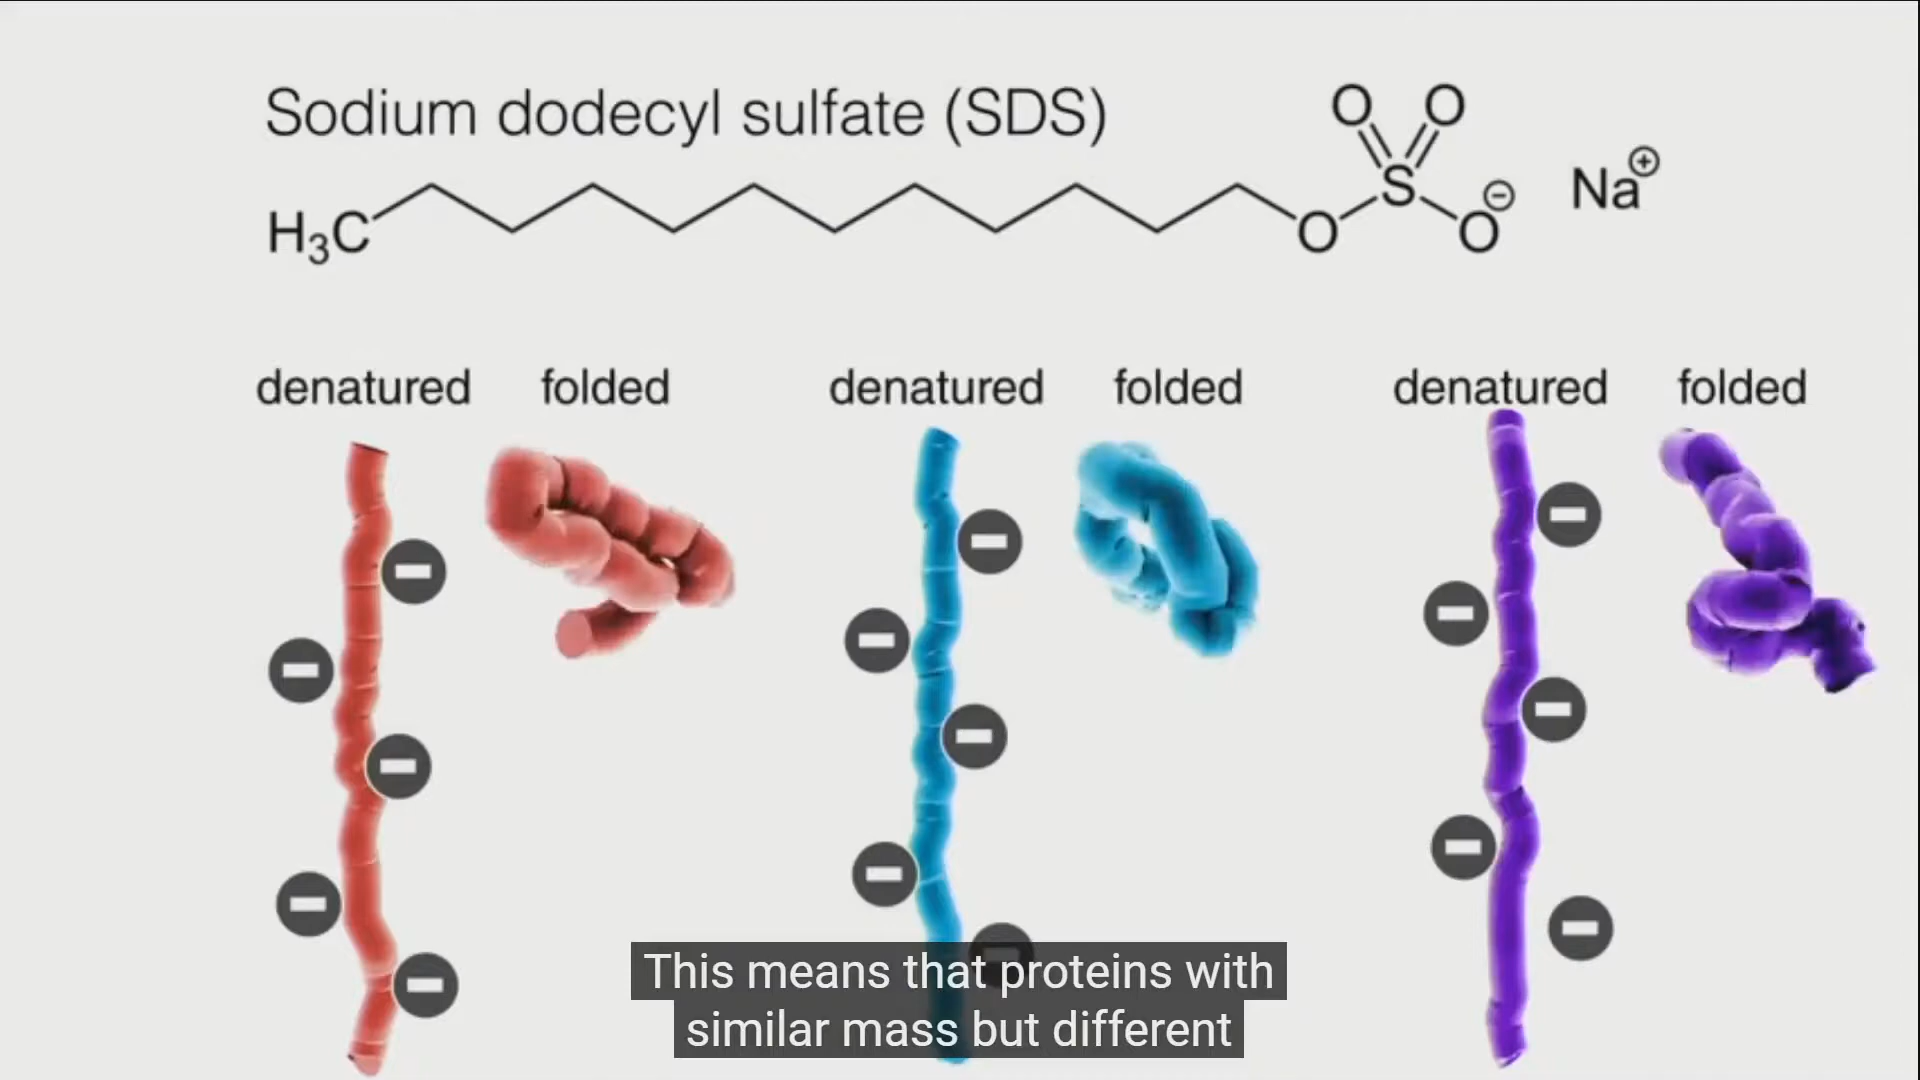 Sodium dodecyl sulfate (SDS)
O O
S
H₃C O O⊖ Na⊕
denatured folded denatured folded denatured folded
This means that proteins with
similar mass but different